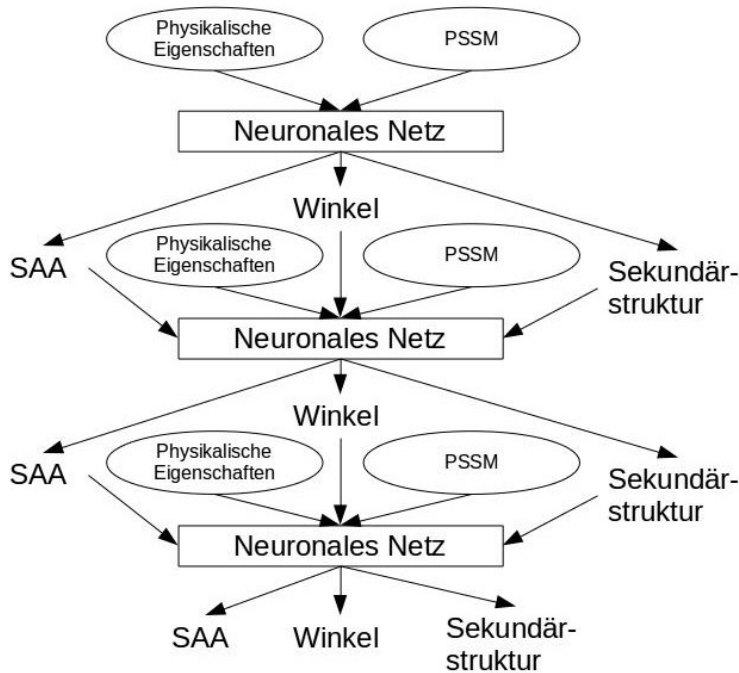 Physikalische
Eigenschaften
PSSM
Neuronales Netz
Winkel
SAA
Physikalische
Eigenschaften
PSSM
Sekundär-
struktur
Neuronales Netz
Winkel
SAA
Physikalische
Eigenschaften
PSSM
Sekundär-
struktur
Neuronales Netz
SAA
Winkel
Sekundär-
struktur